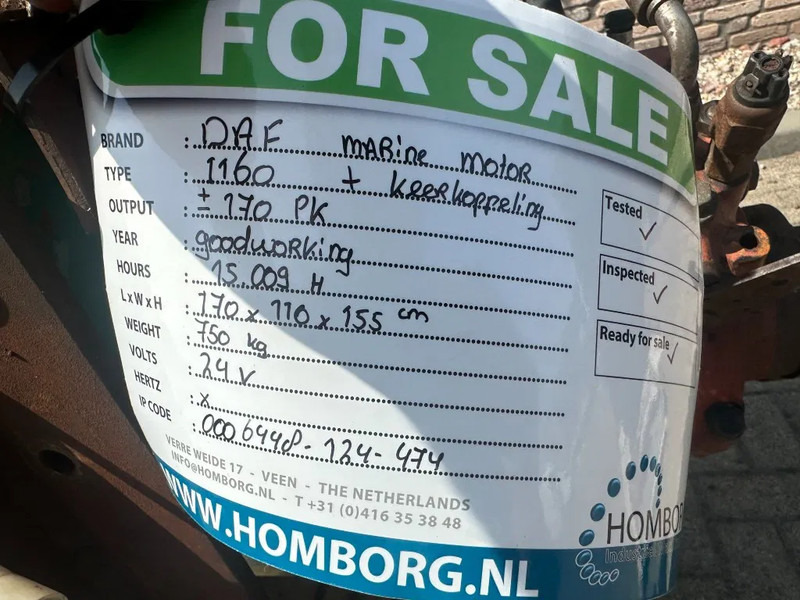 FOR SALE
BRAND : DAF marine motor
TYPE : 1160 + keerkoppeling
OUTPUT : ± 170 PK
YEAR : goodworking
HOURS : 15.009 H
L x W x H : 170 x 110 x 155 cm
WEIGHT : 750 kg
VOLTS : 24 v
HERTZ : x
IP CODE : 0006448-124-474
Tested ✓
Inspected ✓
Ready for sale ✓
VERRE WEIDE 17 - VEEN - THE NETHERLANDS
INFO@HOMBORG.NL - T +31 (0)416 35 38 48
WWW.HOMBORG.NL
HOMBOR